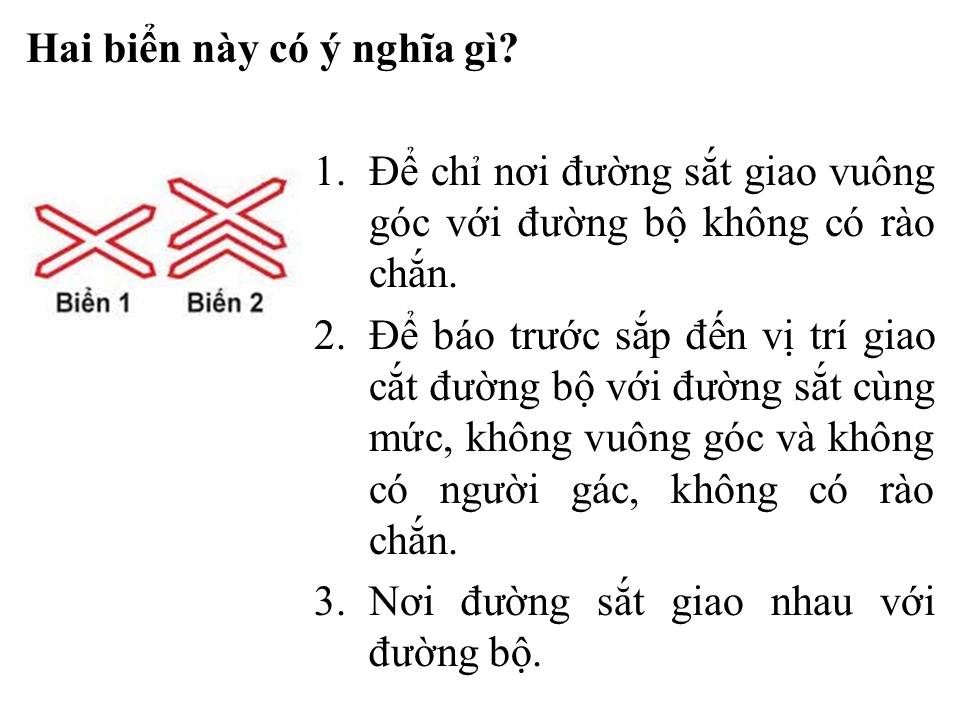 Hai biển này có ý nghĩa gì?
1. Để chỉ nơi đường sắt giao vuông
góc với đường bộ không có rào
chắn.
2. Để báo trước sắp đến vị trí giao
cắt đường bộ với đường sắt cùng
mức, không vuông góc và không
có người gác, không có rào
chắn.
3. Nơi đường sắt giao nhau với
đường bộ.
Biển 1 Biến 2